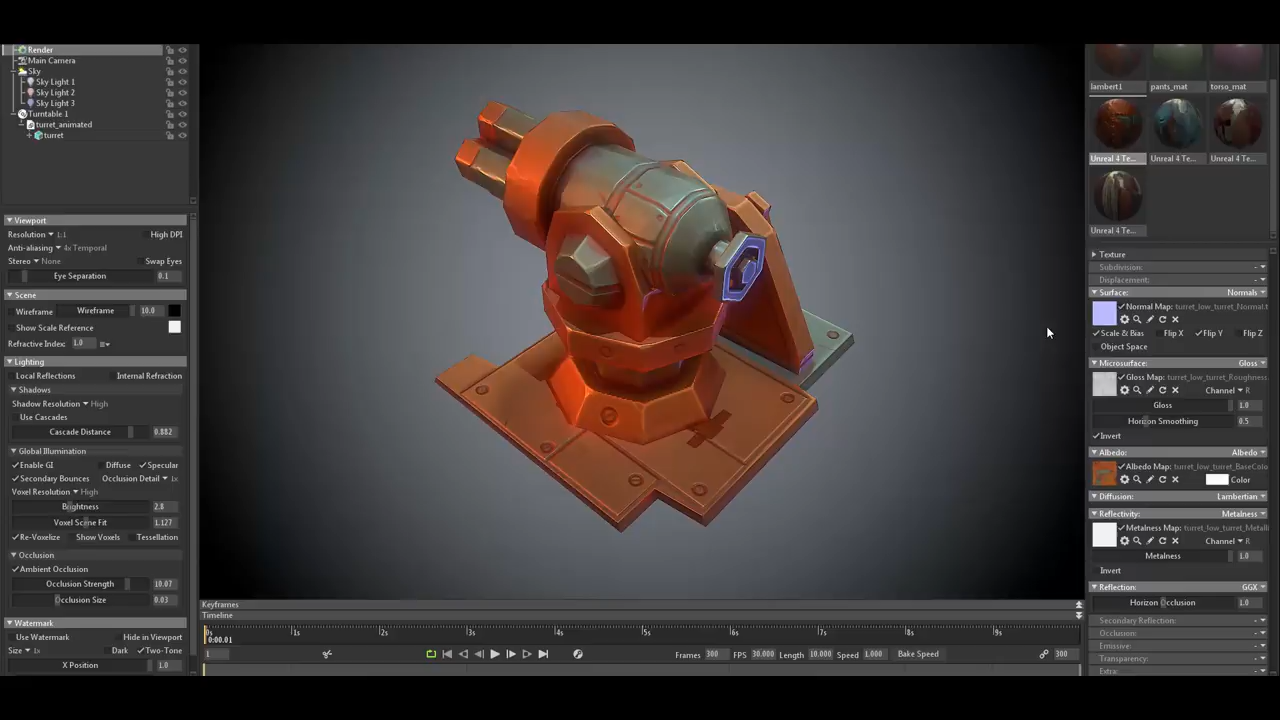 Render
Main Camera
Sky
Sky Light 1
Sky Light 2
Sky Light 3
Turntable 1
turret_animated
turret
Viewport
Resolution 1:1 High DPI
Anti-aliasing 4x Temporal
Stereo None Swap Eyes
Eye Separation 0.1
Scene
Wireframe Wireframe 10.0
Show Scale Reference
Refractive Index: 1.0
Lighting
Local Reflections Internal Refraction
Shadows
Shadow Resolution High
Use Cascades
Cascade Distance 0.882
Global Illumination
Enable GI Diffuse Specular
Secondary Bounces Occlusion Detail 1x
Voxel Resolution High
Brightness 2.8
Voxel Scene Fit 1.127
Re-Voxelize Show Voxels Tessellation
Occlusion
Ambient Occlusion
Occlusion Strength 10.07
Occlusion Size 0.03
Watermark
Use Watermark Hide in Viewport
Size 1x Dark Two-Tone
X Position 1.0
Keyframes
Timeline
0s 1s 2s 3s 4s 5s 6s 7s 8s 9s
0:00.01
1 Frames 300 FPS 30.000 Length 10.000 Speed 1.000 Bake Speed 300
lambert1 pants_mat torso_mat
Unreal 4 Te... Unreal 4 Te... Unreal 4 Te...
Unreal 4 Te...
Texture
Subdivision:
Displacement:
Surface: Normals
Normal Map: turret_low_turret_Normal.t
Scale & Bias Flip X Flip Y Flip Z
Object Space
Microsurface: Gloss
Gloss Map: turret_low_turret_Roughness
Channel R
Gloss 1.0
Horizon Smoothing 0.5
Invert
Albedo: Albedo
Albedo Map: turret_low_turret_BaseColo
Color
Diffusion: Lambertian
Reflectivity: Metalness
Metalness Map: turret_low_turret_Metalli
Channel R
Metalness 1.0
Invert
Reflection: GGX
Horizon Occlusion 1.0
Secondary Reflection:
Occlusion:
Emissive:
Transparency:
Extra: